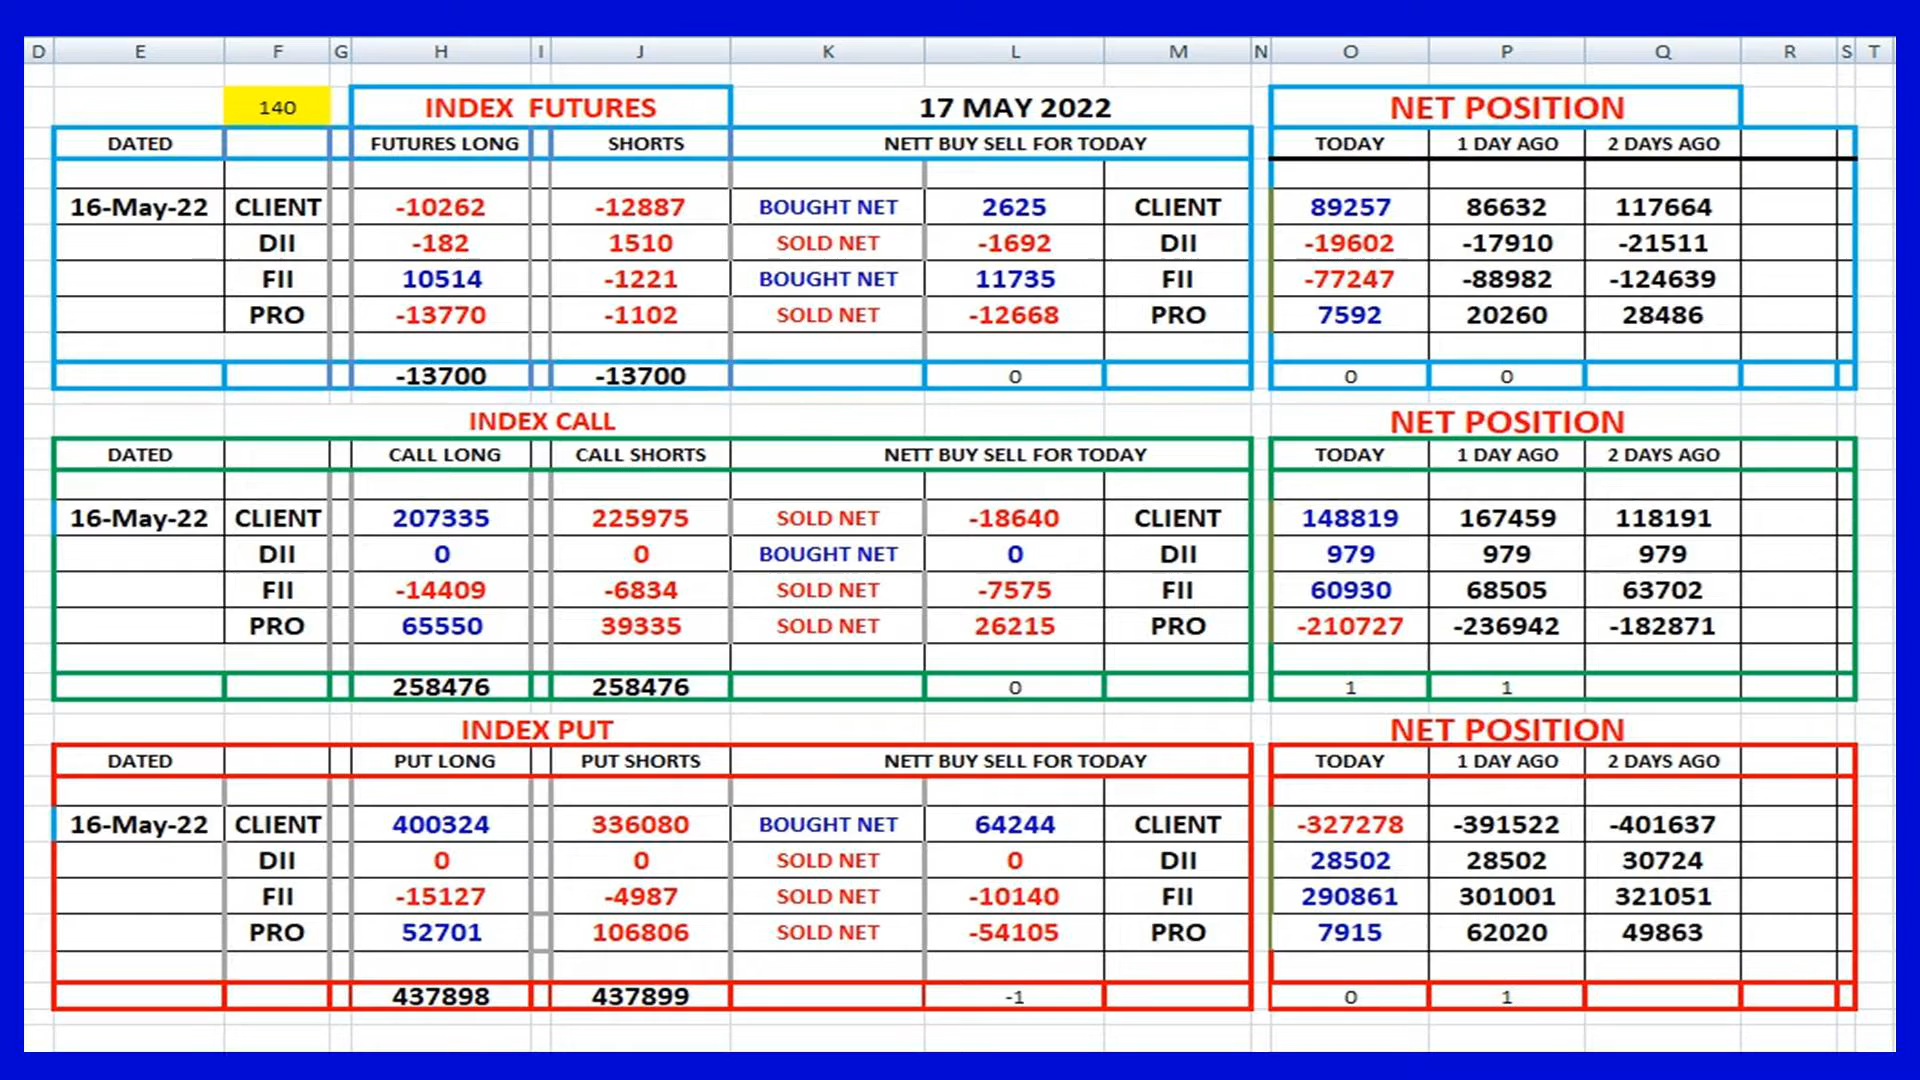 D E F G H I J K L M N O P Q R S T
140 INDEX FUTURES 17 MAY 2022 NET POSITION
DATED FUTURES LONG SHORTS NETT BUY SELL FOR TODAY TODAY 1 DAY AGO 2 DAYS AGO
16-May-22 CLIENT -10262 -12887 BOUGHT NET 2625 CLIENT 89257 86632 117664
DII -182 1510 SOLD NET -1692 DII -19602 -17910 -21511
FII 10514 -1221 BOUGHT NET 11735 FII -77247 -88982 -124639
PRO -13770 -1102 SOLD NET -12668 PRO 7592 20260 28486
-13700 -13700 0 0 0
INDEX CALL NET POSITION
DATED CALL LONG CALL SHORTS NETT BUY SELL FOR TODAY TODAY 1 DAY AGO 2 DAYS AGO
16-May-22 CLIENT 207335 225975 SOLD NET -18640 CLIENT 148819 167459 118191
DII 0 0 BOUGHT NET 0 DII 979 979 979
FII -14409 -6834 SOLD NET -7575 FII 60930 68505 63702
PRO 65550 39335 SOLD NET 26215 PRO -210727 -236942 -182871
258476 258476 0 1 1
INDEX PUT NET POSITION
DATED PUT LONG PUT SHORTS NETT BUY SELL FOR TODAY TODAY 1 DAY AGO 2 DAYS AGO
16-May-22 CLIENT 400324 336080 BOUGHT NET 64244 CLIENT -327278 -391522 -401637
DII 0 0 SOLD NET 0 DII 28502 28502 30724
FII -15127 -4987 SOLD NET -10140 FII 290861 301001 321051
PRO 52701 106806 SOLD NET -54105 PRO 7915 62020 49863
437898 437899 -1 0 1